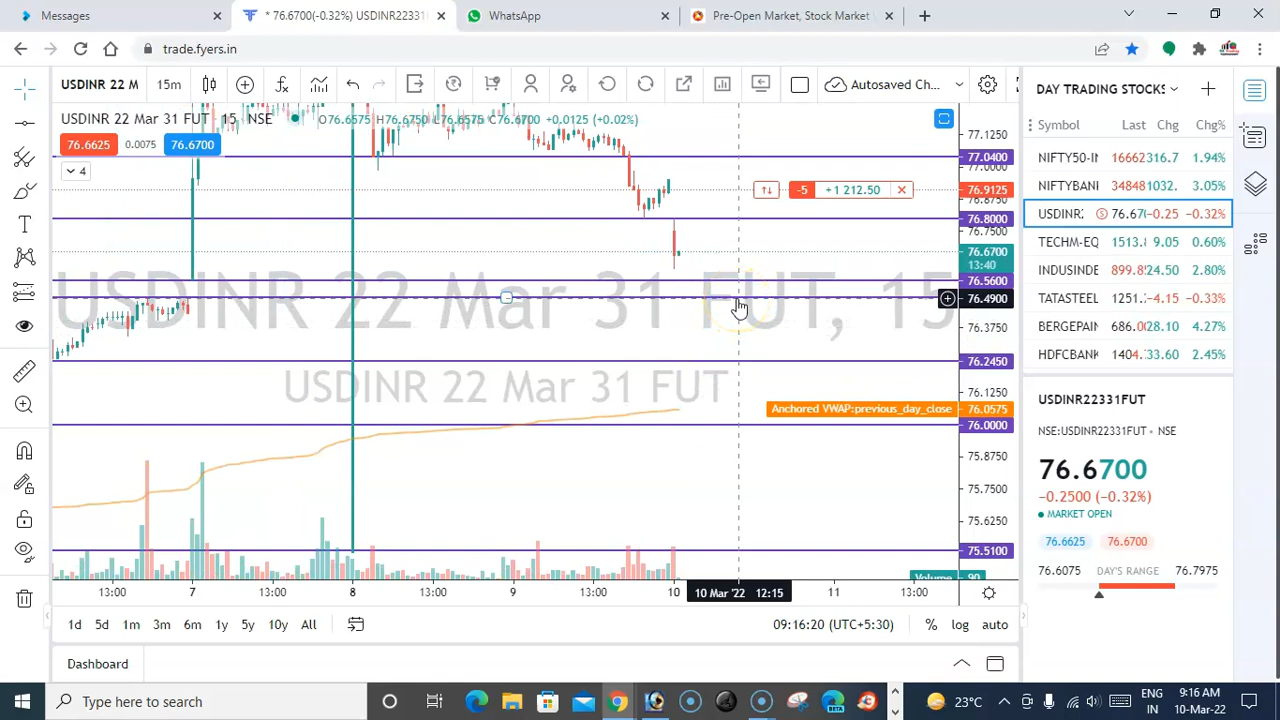 Messages
* 76.6700(-0.32%) USDINR22331
WhatsApp
Pre-Open Market, Stock Market
trade.fyers.in
USDINR 22 M
15m
Autosaved Ch...
DAY TRADING STOCKS
USDINR 22 Mar 31 FUT · 15 · NSE
O76.6575 H76.6750 L76.6575 C76.6700 +0.0125 (+0.02%)
76.6625
0.0075
76.6700
4
-5
+1 212.50
77.1250
77.0400
77.0000
76.9125
76.8750
76.8000
76.7500
76.6700
13:40
76.5600
76.4900
76.3750
76.2450
76.1250
76.0575
76.0000
75.8750
75.7500
75.6250
75.5100
USDINR 22 Mar 31 FUT, 15
USDINR 22 Mar 31 FUT
Anchored VWAP:previous_day_close
Volume
90
13:00
7
13:00
8
13:00
9
13:00
10
10 Mar '22 12:15
11
13:00
1d
5d
1m
3m
6m
1y
5y
10y
All
09:16:20 (UTC+5:30)
%
log
auto
Dashboard
Symbol
Last
Chg
Chg%
NIFTY50-IN
16662
316.7
1.94%
NIFTYBANI
34848
1032.
3.05%
USDINR2
76.670
-0.25
-0.32%
TECHM-EQ
1513.8
9.05
0.60%
INDUSINDE
899.8
24.50
2.80%
TATASTEEL
1251.
-4.15
-0.33%
BERGEPAIN
686.0
28.10
4.27%
HDFCBANK
1404.
33.60
2.45%
USDINR22331FUT
NSE:USDINR22331FUT • NSE
76.6700
-0.2500 (-0.32%)
MARKET OPEN
76.6625
76.6700
76.6075
DAY'S RANGE
76.7975
Type here to search
BETA
23°C
ENG
IN
9:16 AM
10-Mar-22